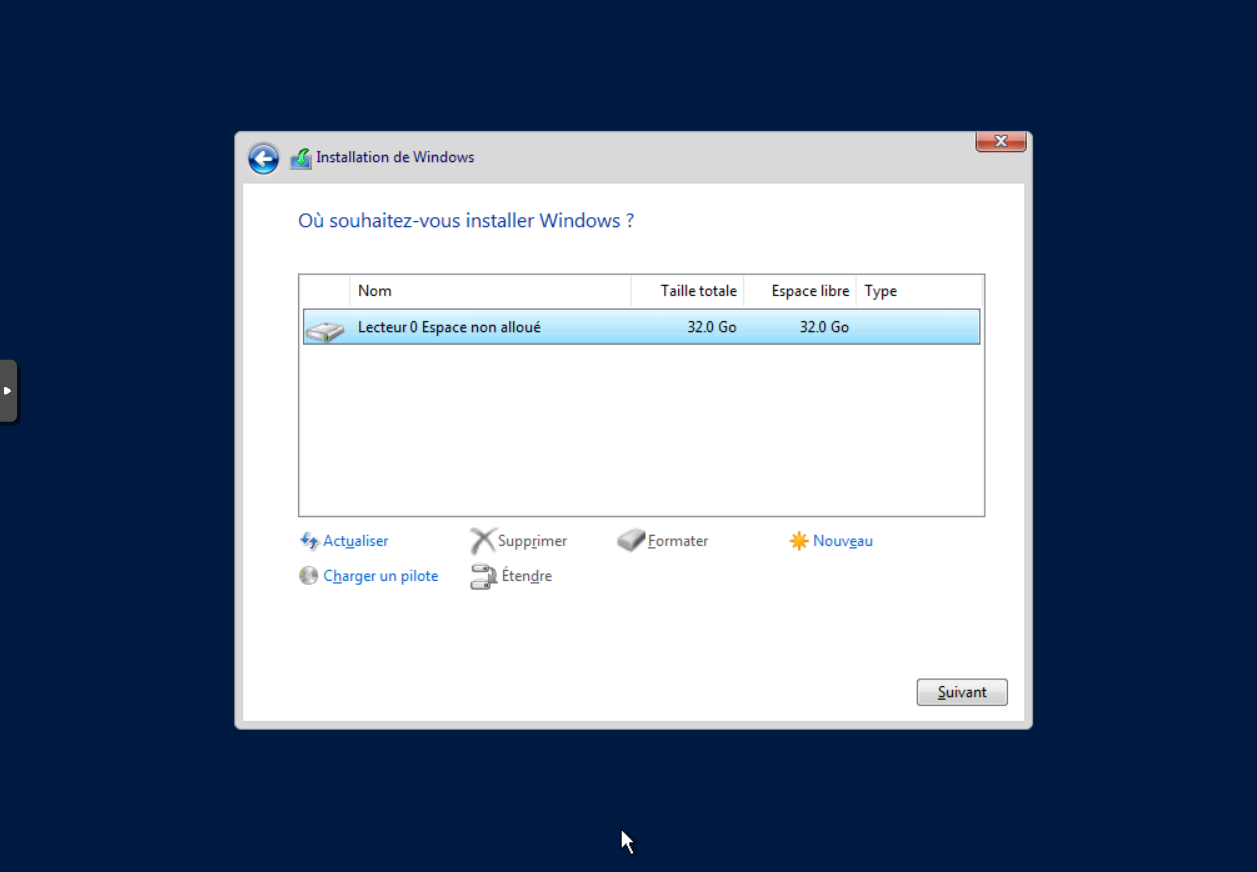 Installation de Windows
Où souhaitez-vous installer Windows ?
Nom Taille totale Espace libre Type
Lecteur 0 Espace non alloué 32.0 Go 32.0 Go
Actualiser Supprimer Formater Nouveau
Charger un pilote Étendre
Suivant